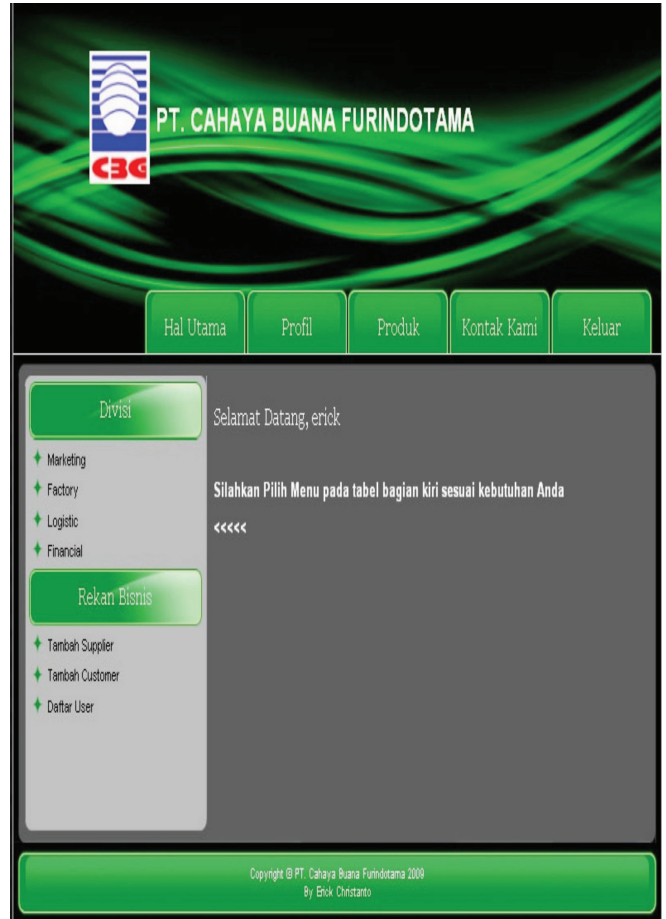 PT. CAHAYA BUANA FURINDOTAMA
CBG
Hal Utama
Profil
Produk
Kontak Kami
Keluar
Divisi
Marketing
Factory
Logistic
Financial
Rekan Bisnis
Tambah Supplier
Tambah Customer
Daftar User
Selamat Datang, erick
Silahkan Pilih Menu pada tabel bagian kiri sesuai kebutuhan Anda
<<<<<
Copyright @ PT. Cahaya Buana Furindotama 2009
By Erick Christanto